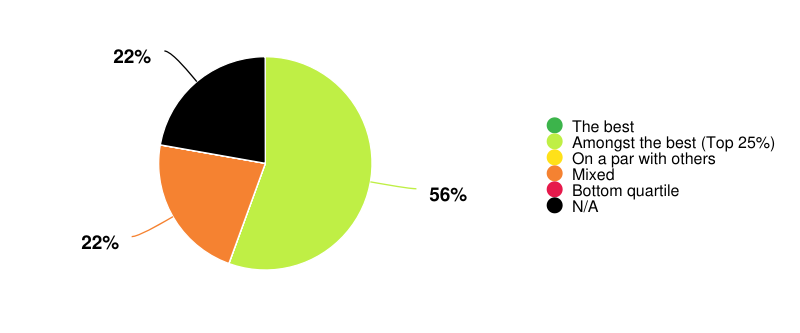 22%
56%
22%
The best
Amongst the best (Top 25%)
On a par with others
Mixed
Bottom quartile
N/A